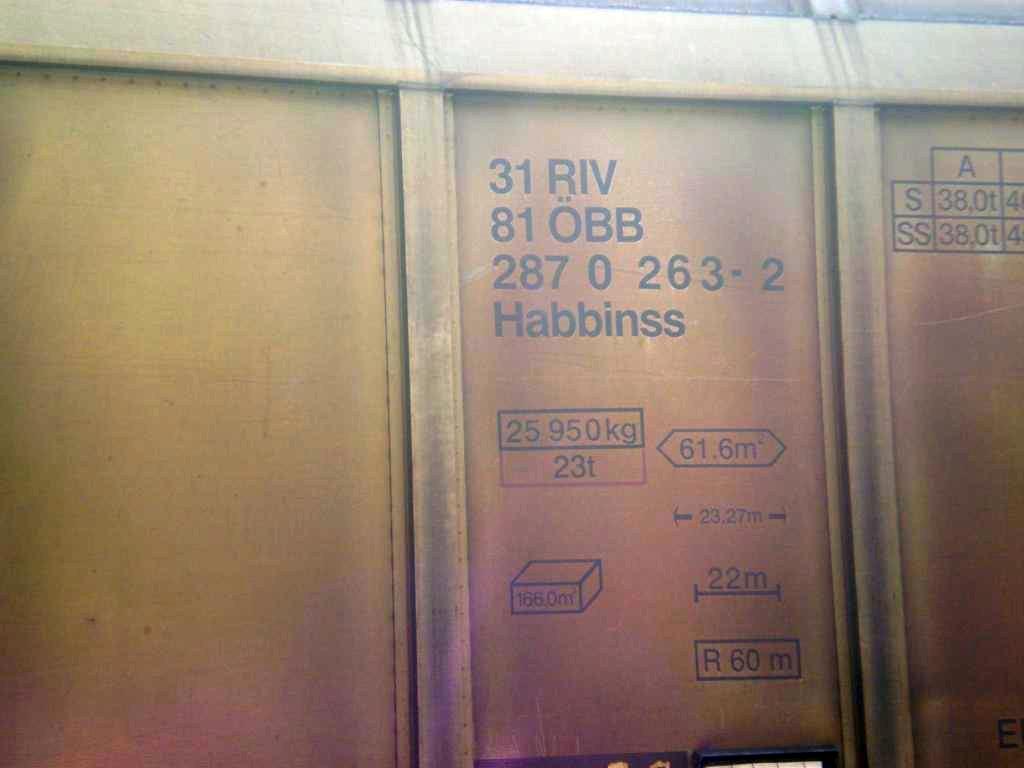 31 RIV
81 ÖBB
287 0 263-2
Habbinss
25 950kg
23t
61,6m²
23,27m
166,0m³
22m
R 60 m
A
S 38,0t
SS 38,0t